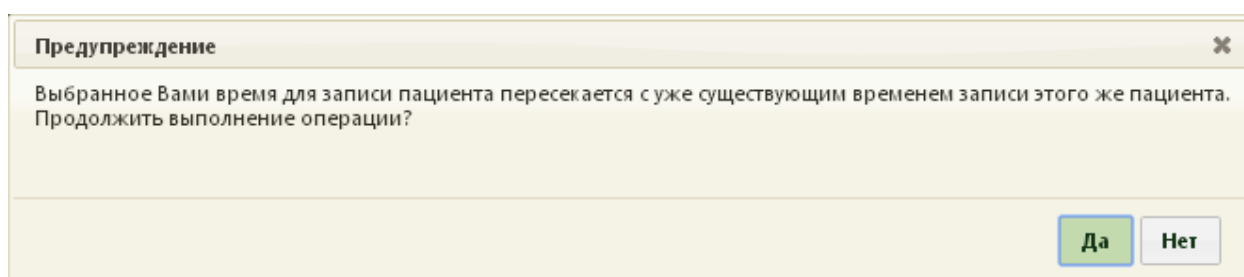 Предупреждение
Выбранное Вами время для записи пациента пересекается с уже существующим временем записи этого же пациента.
Продолжить выполнение операции?
Да Нет